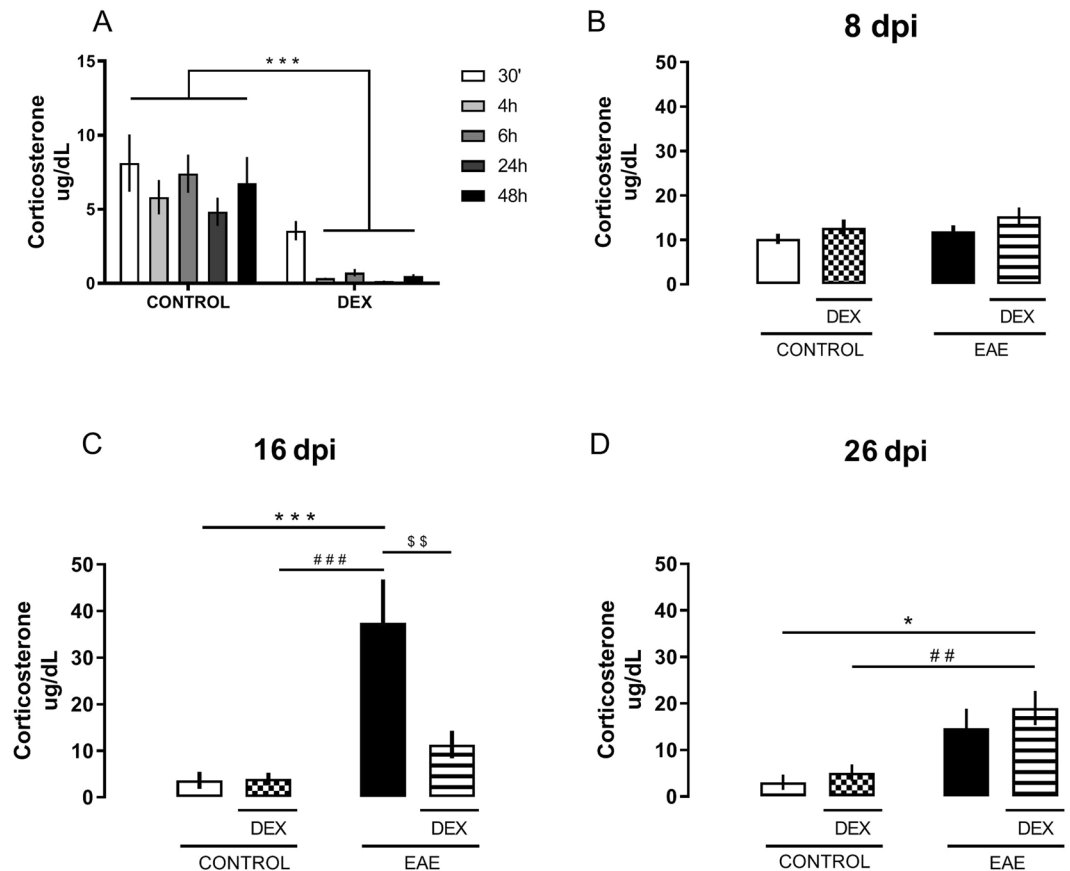 A
Corticosterone
ug/dL
15
10
5
0
* * *
CONTROL
DEX
30'
4h
6h
24h
48h
B
8 dpi
Corticosterone
ug/dL
50
40
30
20
10
0
DEX
DEX
CONTROL
EAE
C
16 dpi
Corticosterone
ug/dL
50
40
30
20
10
0
* * *
$ $
# # #
DEX
DEX
CONTROL
EAE
D
26 dpi
Corticosterone
ug/dL
50
40
30
20
10
0
*
# #
DEX
DEX
CONTROL
EAE